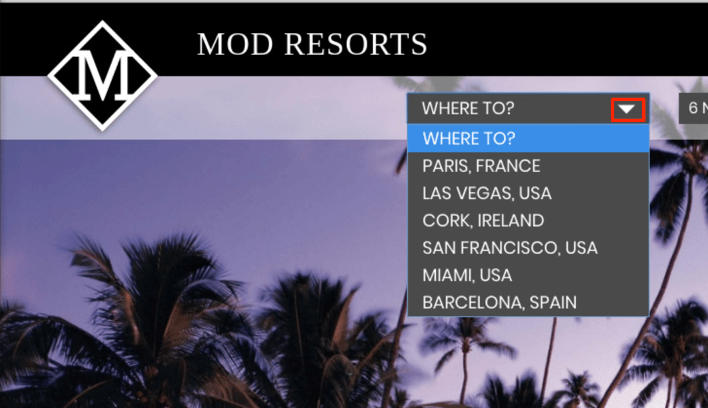 M
MOD RESORTS
WHERE TO?
6 N
WHERE TO?
PARIS, FRANCE
LAS VEGAS, USA
CORK, IRELAND
SAN FRANCISCO, USA
MIAMI, USA
BARCELONA, SPAIN